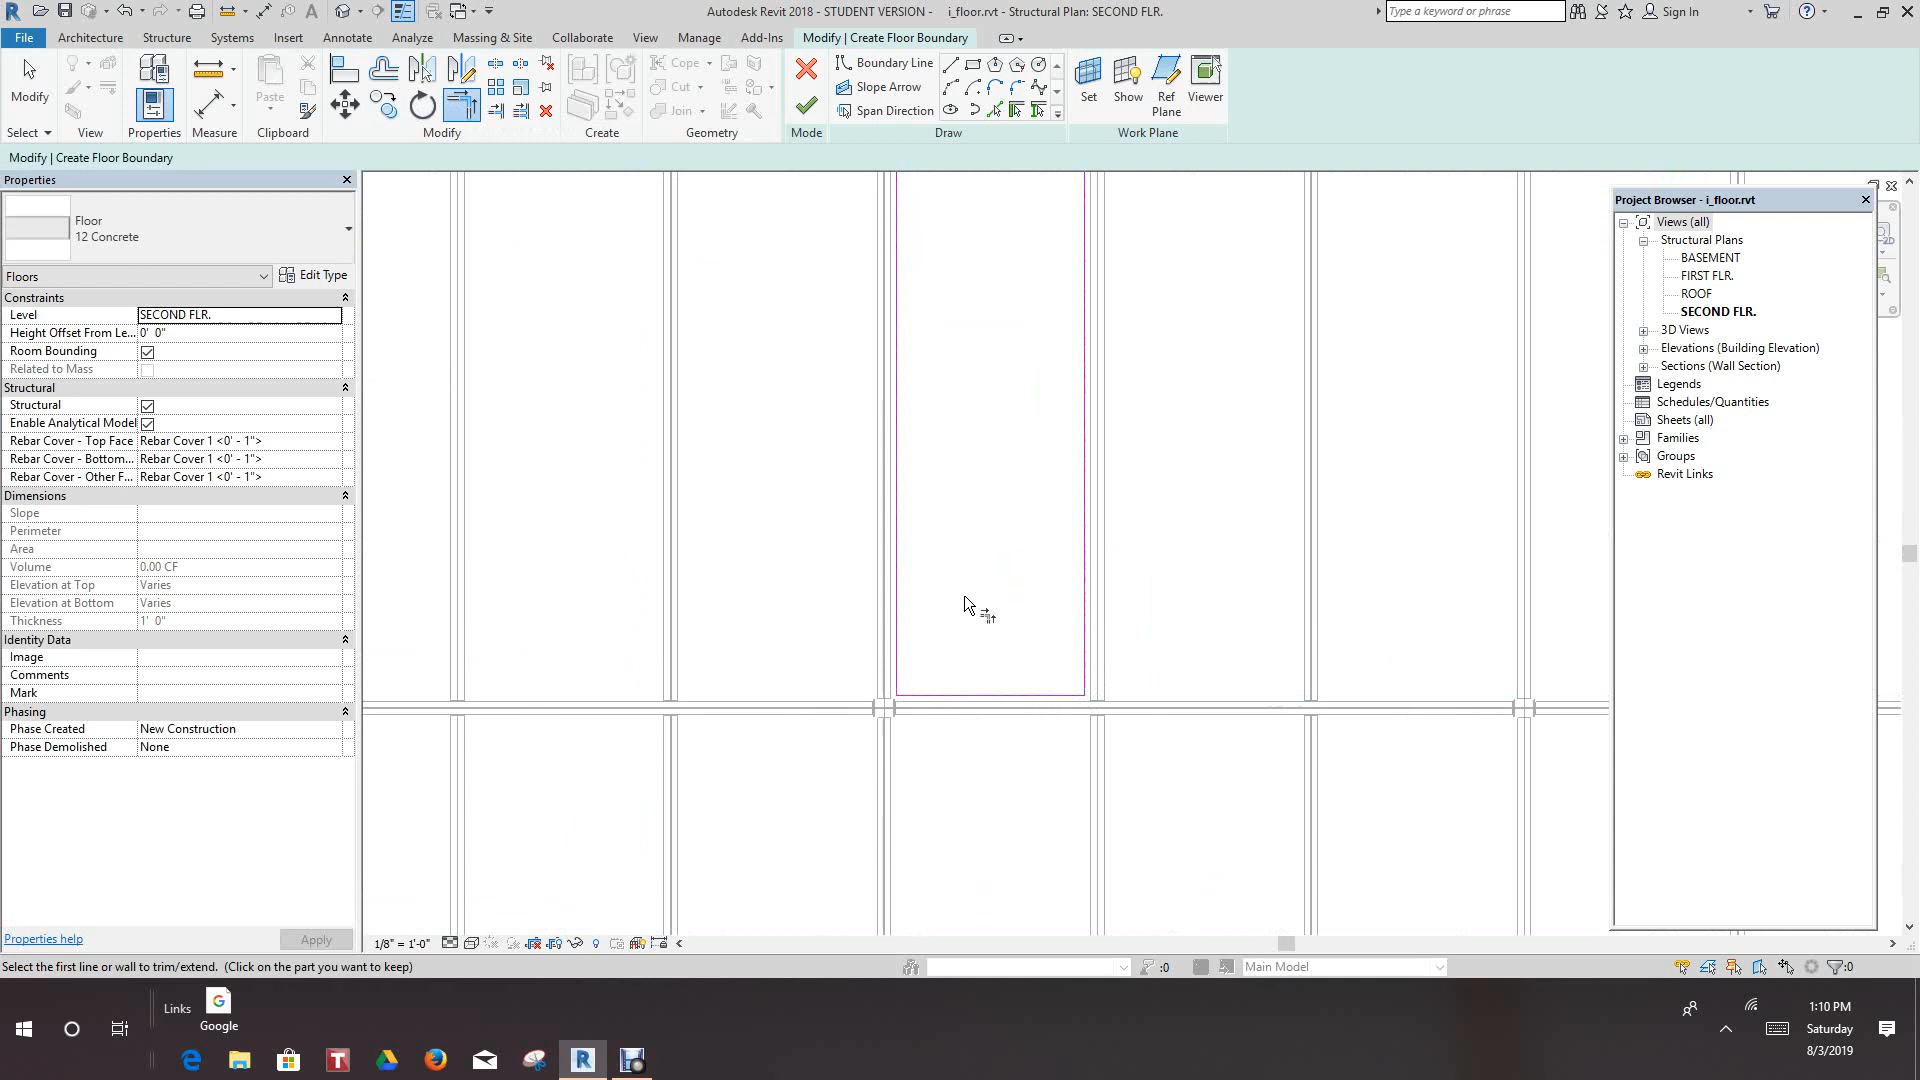 Autodesk Revit 2018 - STUDENT VERSION - i_floor.rvt - Structural Plan: SECOND FLR.
Type a keyword or phrase
Sign In
File Architecture Structure Systems Insert Annotate Analyze Massing & Site Collaborate View Manage Add-Ins Modify | Create Floor Boundary
Modify
Paste
Cope
Cut
Join
Boundary Line
Slope Arrow
Span Direction
Set
Show
Ref
Plane
Viewer
Select View Properties Measure Clipboard Modify Create Geometry Mode Draw Work Plane
Modify | Create Floor Boundary
Properties
Floor
12 Concrete
Floors
Edit Type
Constraints
Level SECOND FLR.
Height Offset From Le... 0' 0"
Room Bounding
Related to Mass
Structural
Structural
Enable Analytical Model
Rebar Cover - Top Face Rebar Cover 1 <0' - 1">
Rebar Cover - Bottom... Rebar Cover 1 <0' - 1">
Rebar Cover - Other F... Rebar Cover 1 <0' - 1">
Dimensions
Slope
Perimeter
Area
Volume 0.00 CF
Elevation at Top Varies
Elevation at Bottom Varies
Thickness 1' 0"
Identity Data
Image
Comments
Mark
Phasing
Phase Created New Construction
Phase Demolished None
Properties help
Apply
Project Browser - i_floor.rvt
Views (all)
Structural Plans
BASEMENT
FIRST FLR.
ROOF
SECOND FLR.
3D Views
Elevations (Building Elevation)
Sections (Wall Section)
Legends
Schedules/Quantities
Sheets (all)
Families
Groups
Revit Links
1/8" = 1'-0"
Select the first line or wall to trim/extend. (Click on the part you want to keep)
:0
Main Model
:0
Links
Google
1:10 PM
Saturday
8/3/2019